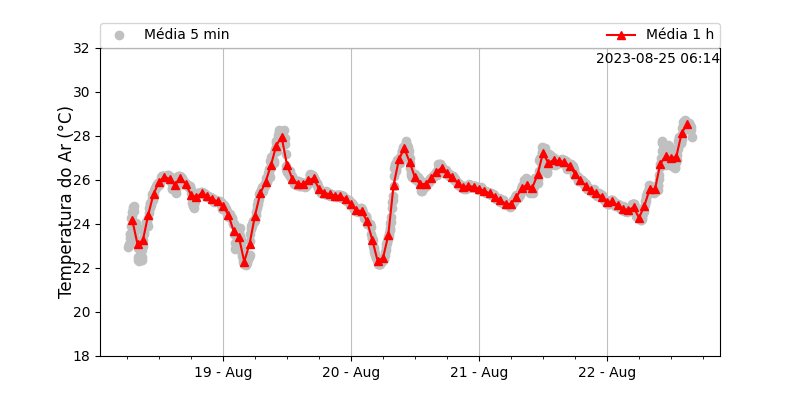 Média 5 min
Média 1 h
2023-08-25 06:14
Temperatura do Ar (°C)
32
30
28
26
24
22
20
18
19 - Aug
20 - Aug
21 - Aug
22 - Aug